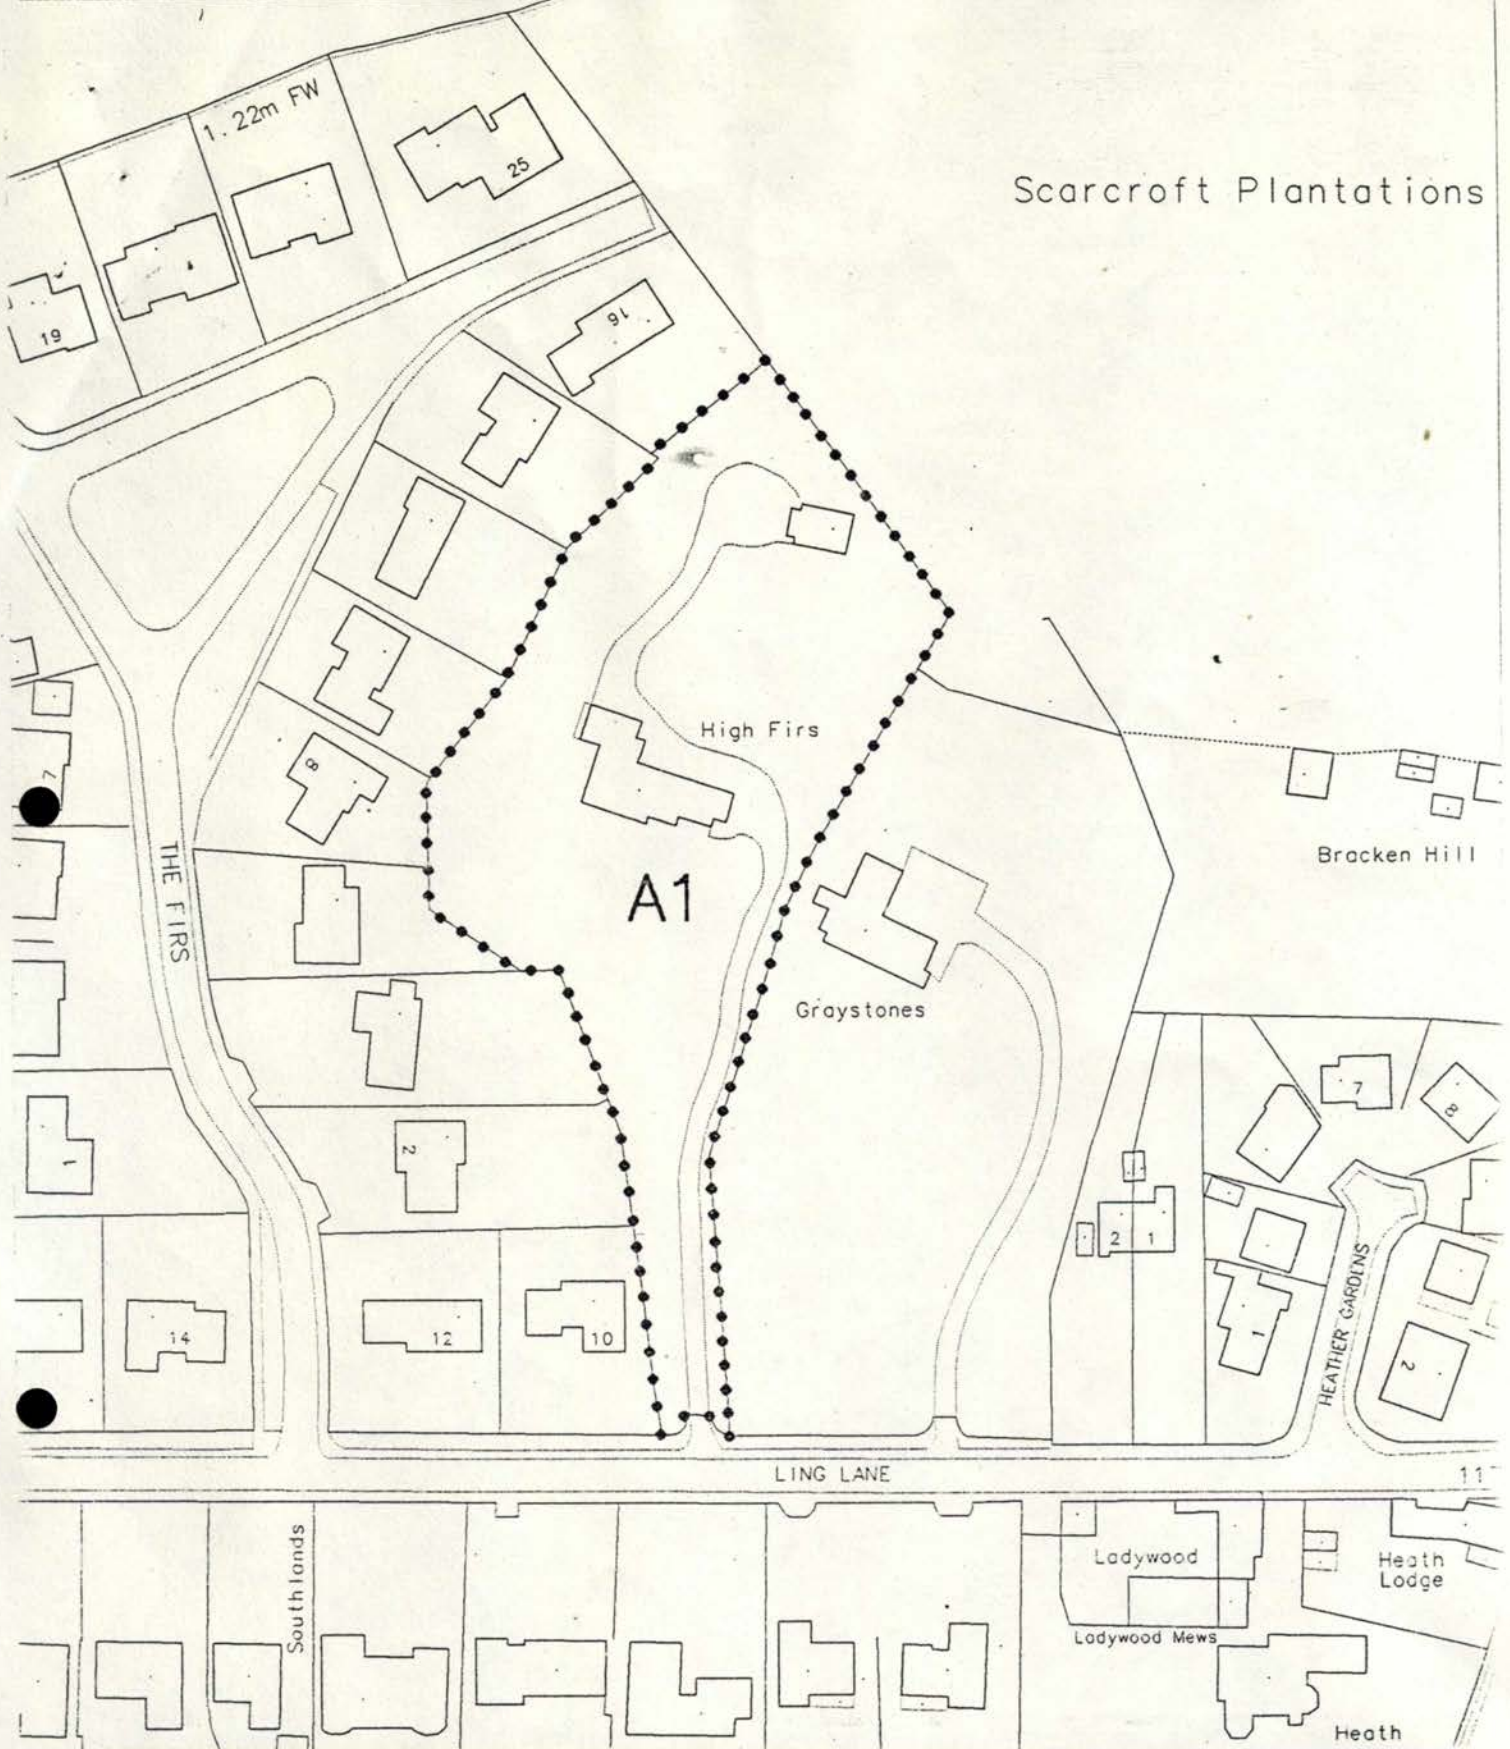 1.22m FW
25
Scarcroft Plantations
19
16
High Firs
8
7
Bracken Hill
THE FIRS
A1
Graystones
7
8
1
2
2 1
HEATHER GARDENS
1
2
14
12
10
LING LANE
11
Southlands
Ladywood
Heath
Lodge
Ladywood Mews
Heath